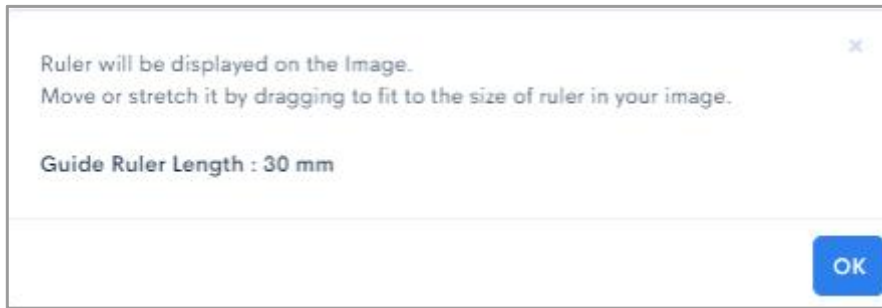 Ruler will be displayed on the Image.
Move or stretch it by dragging to fit to the size of ruler in your image.
Guide Ruler Length : 30 mm
OK